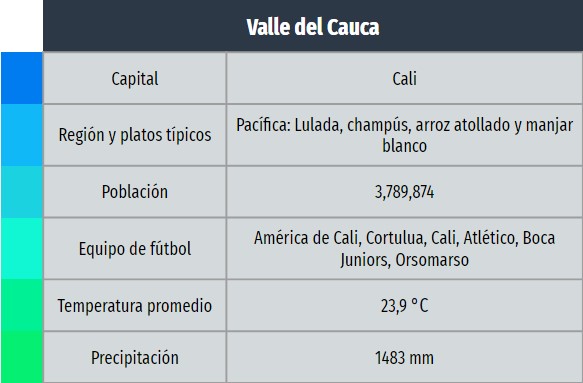 Valle del Cauca
Capital
Cali
Región y platos típicos
Pacífica: Lulada, champús, arroz atollado y manjar
blanco
Población
3,789,874
Equipo de fútbol
América de Cali, Cortulua, Cali, Atlético, Boca
Juniors, Orsomarso
Temperatura promedio
23,9 °C
Precipitación
1483 mm